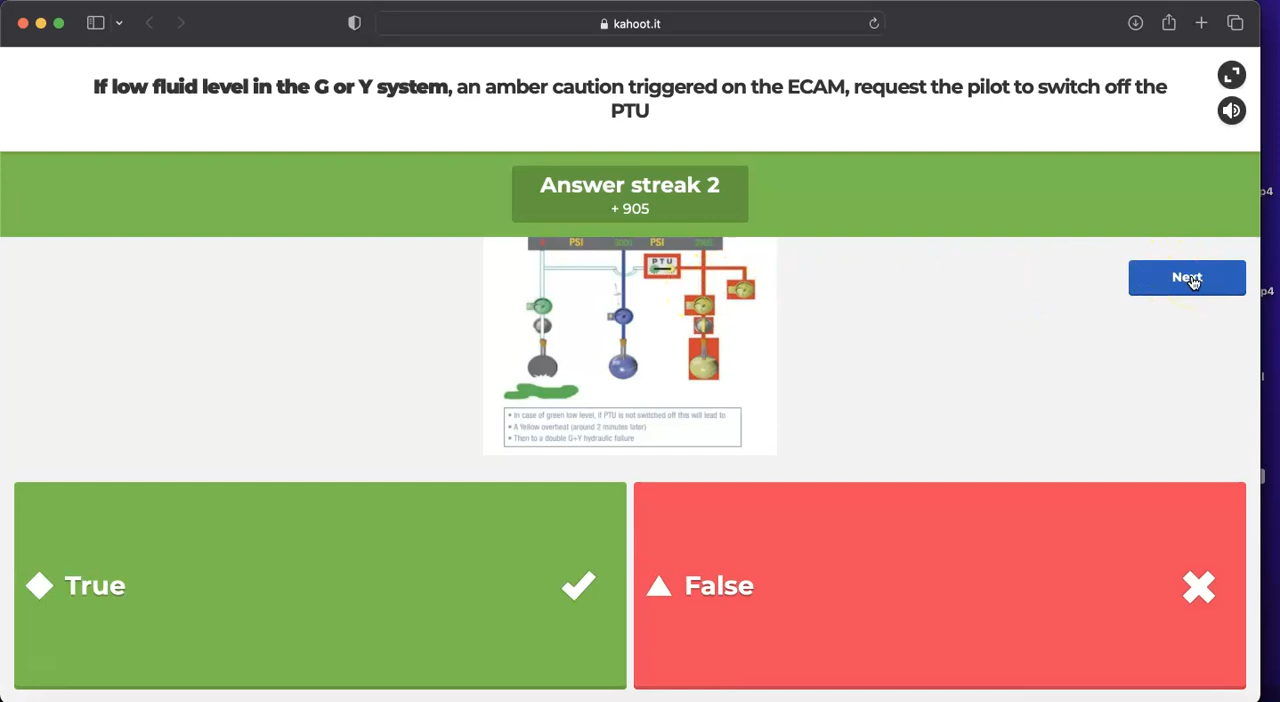 kahoot.it
If low fluid level in the G or Y system, an amber caution triggered on the ECAM, request the pilot to switch off the
PTU
p4
Answer streak 2
+ 905
PSI PSI
PTU
Next
p4
• In case of green low level, if PTU is not switched off this will lead to
• A Yellow overheat (around 2 minutes later)
• Then to a double G+Y hydraulic failure
True
False